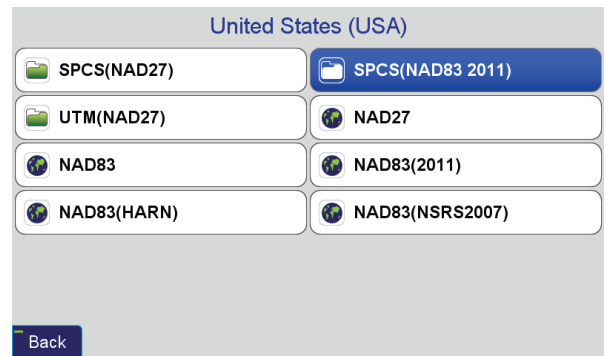 United States (USA)
SPCS(NAD27)
SPCS(NAD83 2011)
UTM(NAD27)
NAD27
NAD83
NAD83(2011)
NAD83(HARN)
NAD83(NSRS2007)
Back